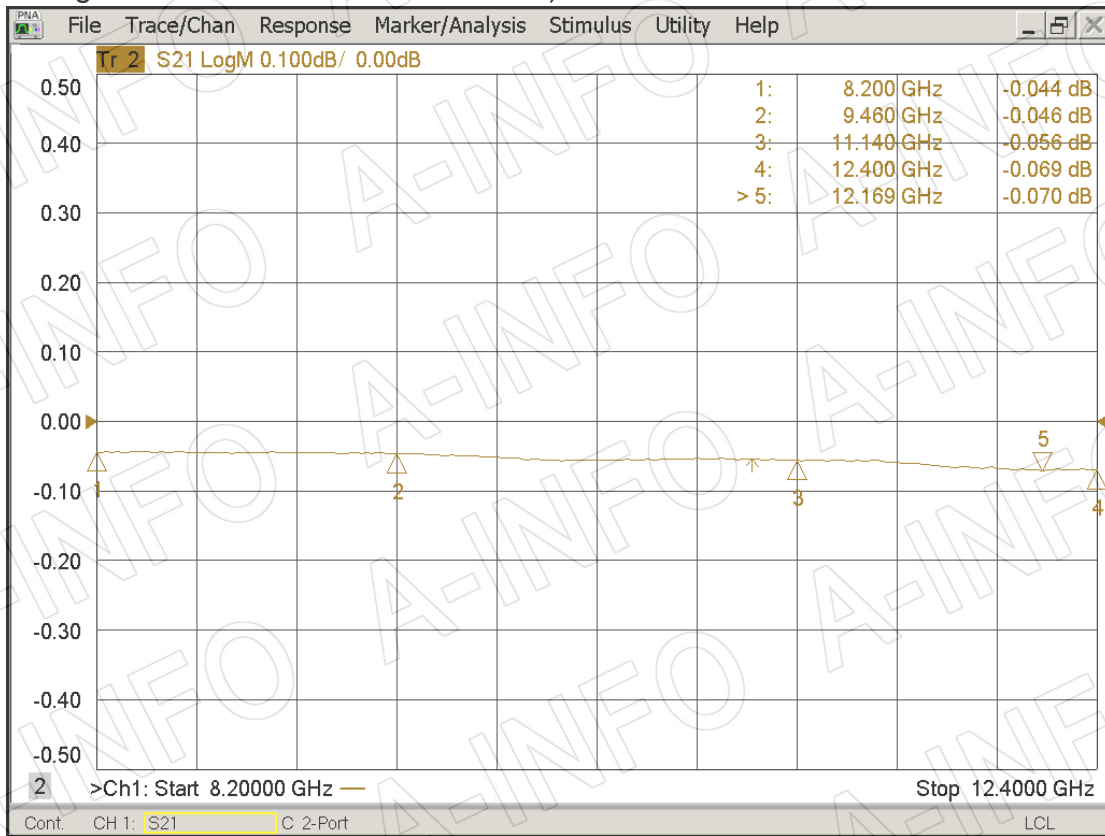 PNA File Trace/Chan Response Marker/Analysis Stimulus Utility Help
Tr 2 S21 LogM 0.100dB/ 0.00dB
1: 8.200 GHz -0.044 dB
2: 9.460 GHz -0.046 dB
3: 11.140 GHz -0.056 dB
4: 12.400 GHz -0.069 dB
> 5: 12.169 GHz -0.070 dB
0.50
0.40
0.30
0.20
0.10
0.00
-0.10
-0.20
-0.30
-0.40
-0.50
1
2
3
5
4
2 >Ch1: Start 8.20000 GHz Stop 12.4000 GHz
Cont. CH 1: S21 C 2-Port LCL
A-INFO